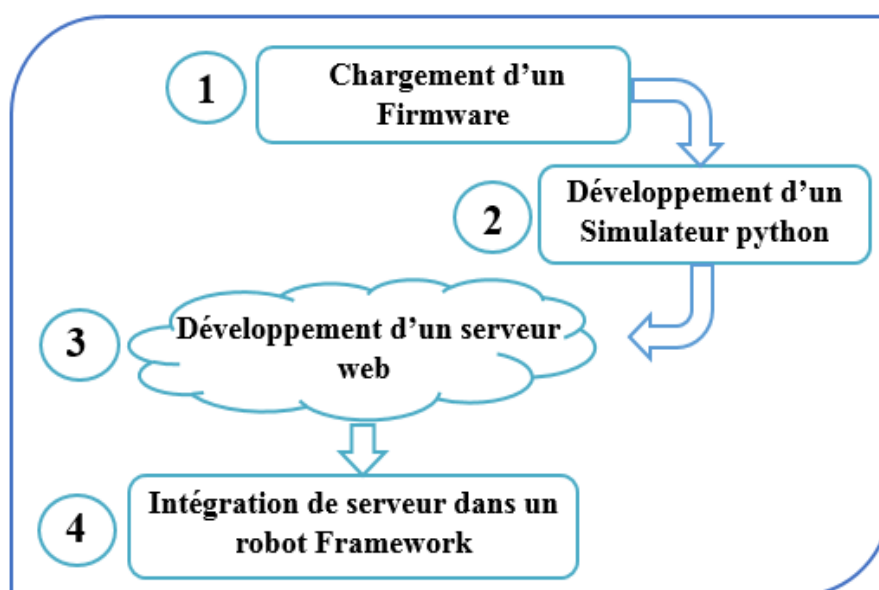 1
Chargement d’un
Firmware
2
Développement d’un
Simulateur python
3
Développement d’un serveur
web
4
Intégration de serveur dans un
robot Framework